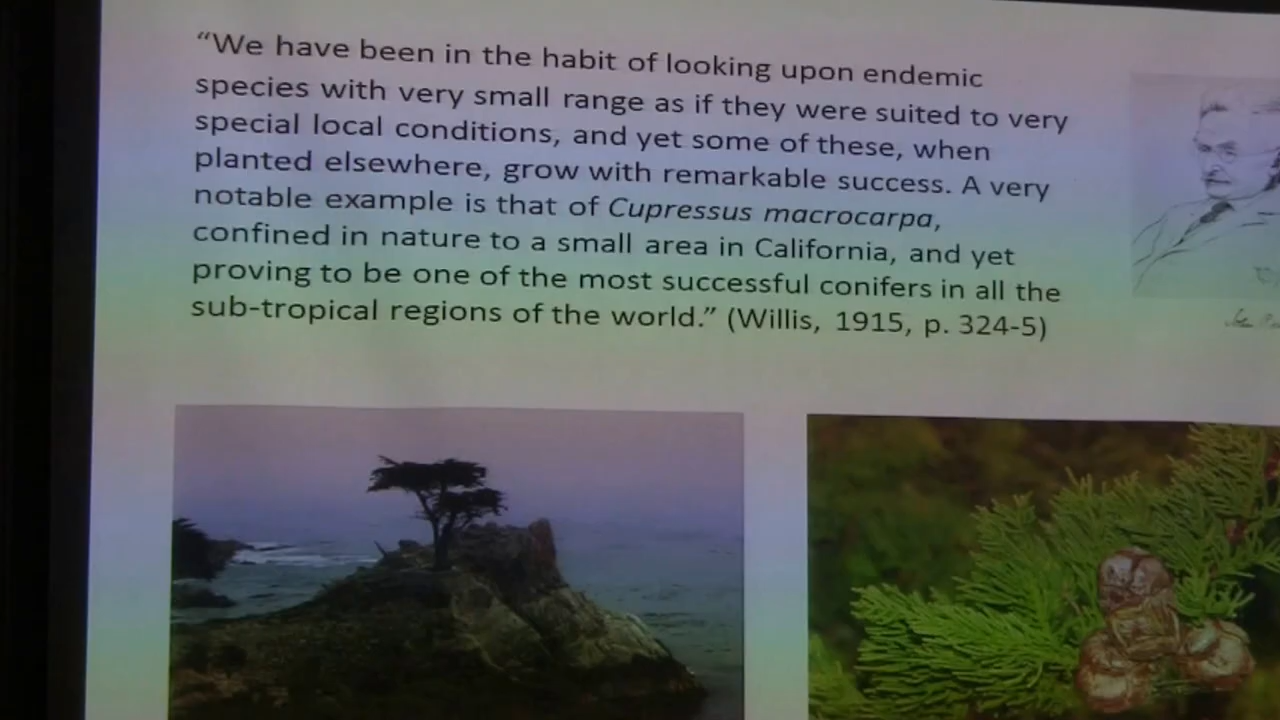 “We have been in the habit of looking upon endemic
species with very small range as if they were suited to very
special local conditions, and yet some of these, when
planted elsewhere, grow with remarkable success. A very
notable example is that of Cupressus macrocarpa,
confined in nature to a small area in California, and yet
proving to be one of the most successful conifers in all the
sub-tropical regions of the world.” (Willis, 1915, p. 324-5)